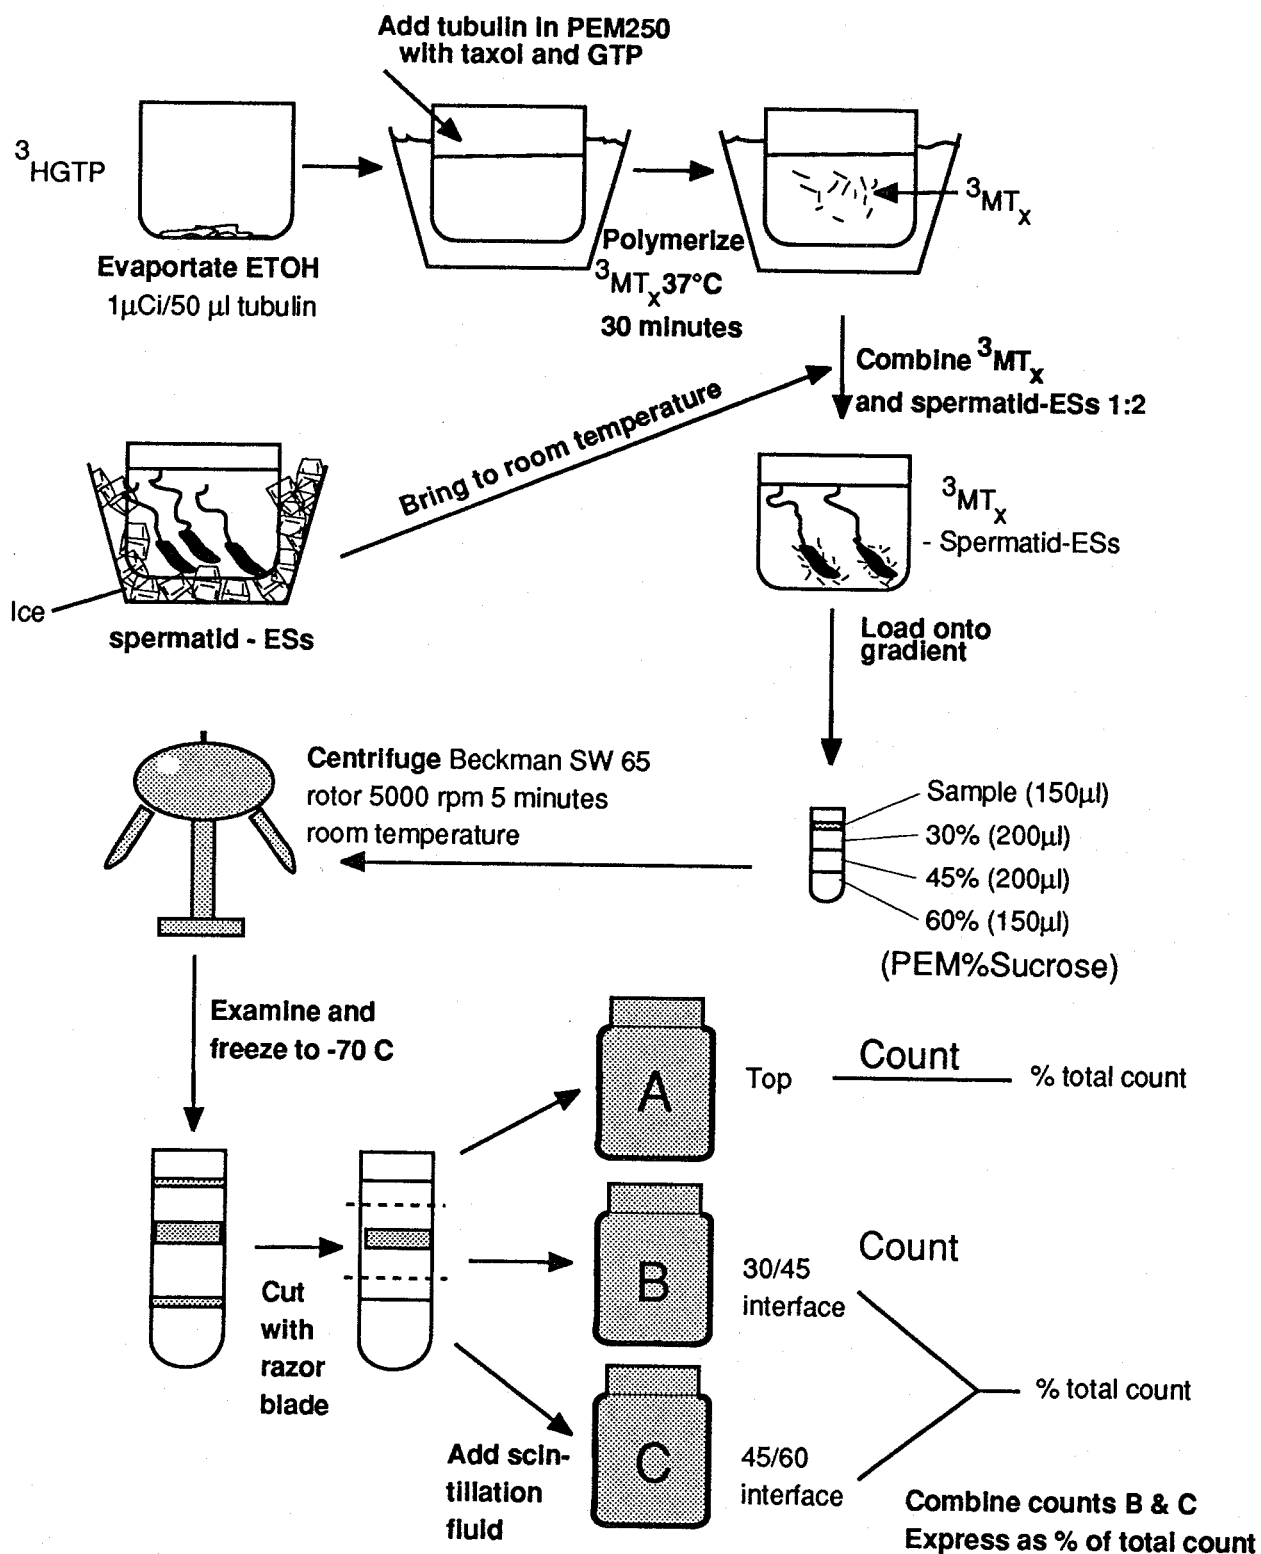 Add tubulin in PEM250
with taxol and GTP
³HGTP
³MTₓ
Evaportate ETOH
1µCi/50 µl tubulin
Polymerize
³MTₓ37°C
30 minutes
Combine ³MTₓ
and spermatid-ESs 1:2
Bring to room temperature
³MTₓ
- Spermatid-ESs
Ice
spermatid - ESs
Load onto
gradient
Centrifuge Beckman SW 65
rotor 5000 rpm 5 minutes
room temperature
Sample (150µl)
30% (200µl)
45% (200µl)
60% (150µl)
(PEM%Sucrose)
Examine and
freeze to -70 C
A
Top
Count
% total count
B
30/45
interface
Count
Cut
with
razor
blade
% total count
Add scin-
tillation
fluid
C
45/60
interface
Combine counts B & C
Express as % of total count